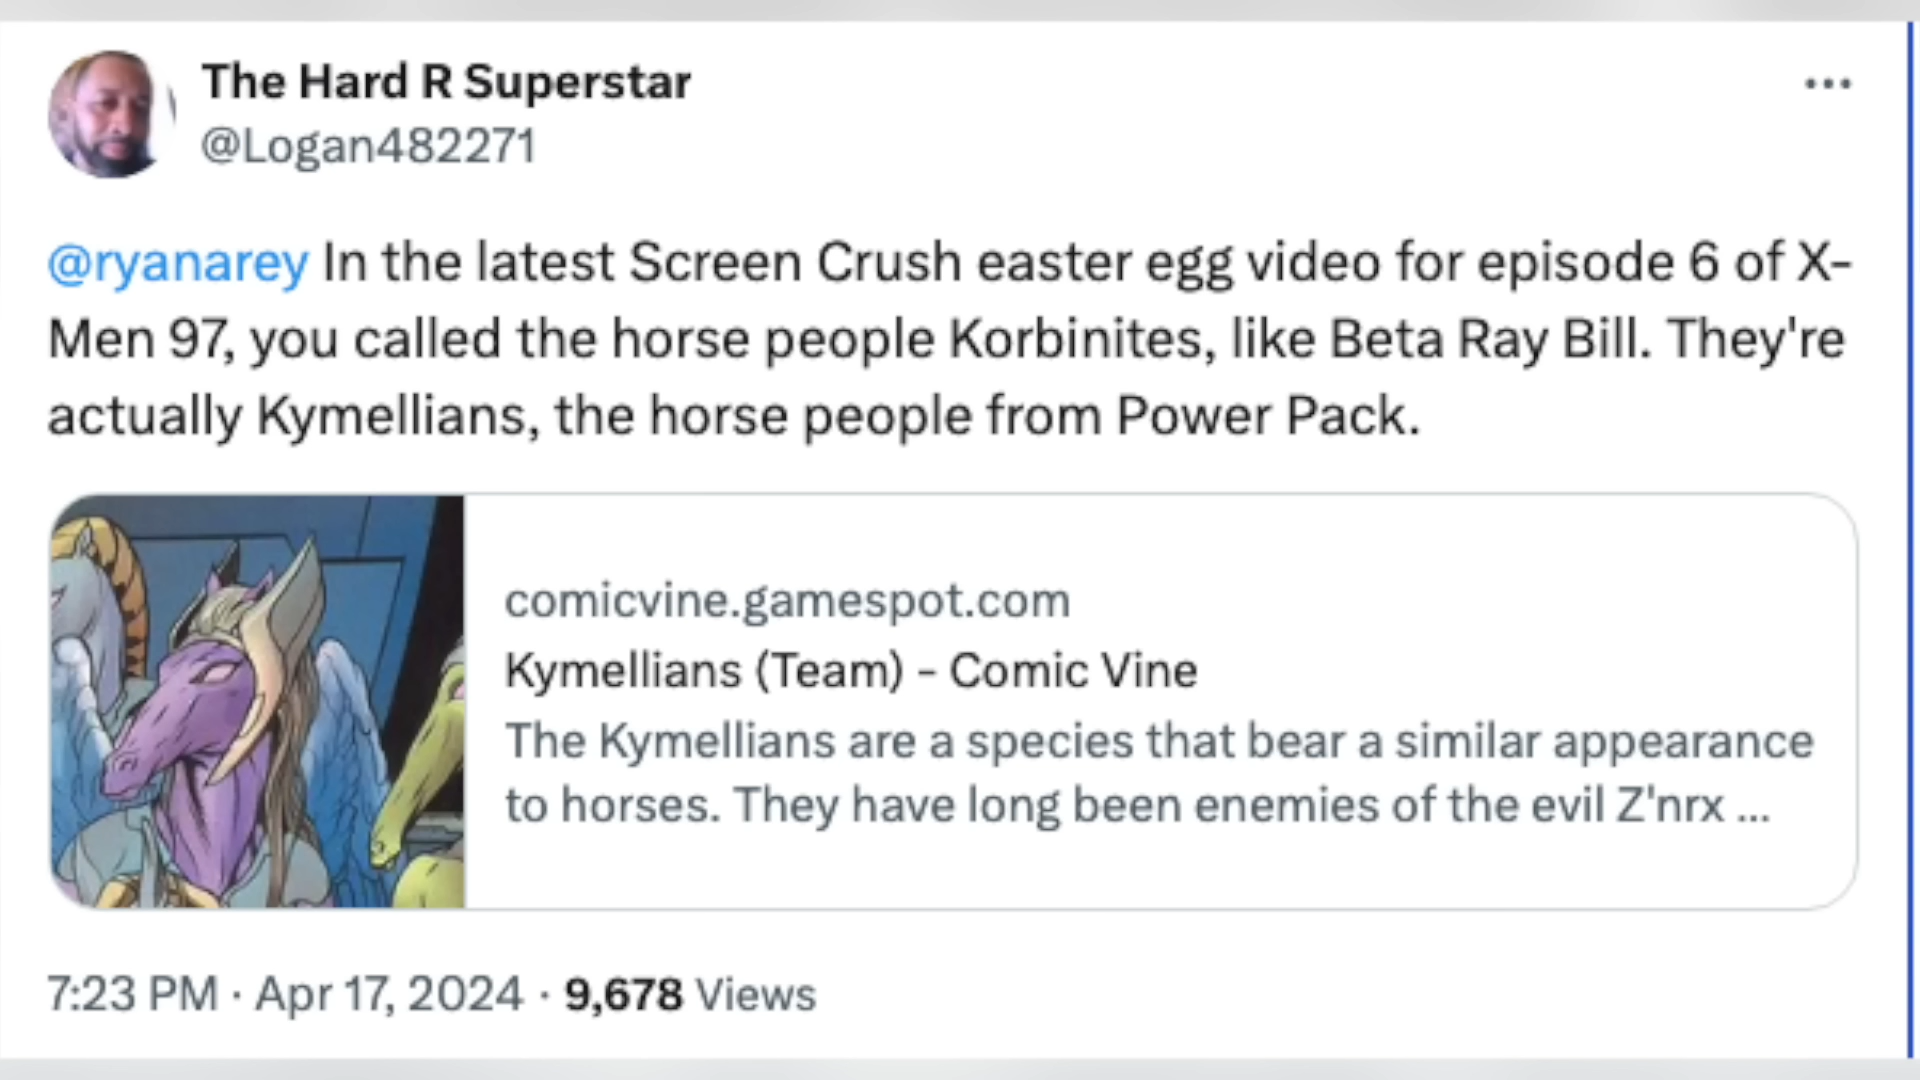 The Hard R Superstar
@Logan482271
@ryanarey In the latest Screen Crush easter egg video for episode 6 of X-
Men 97, you called the horse people Korbinites, like Beta Ray Bill. They're
actually Kymellians, the horse people from Power Pack.
comicvine.gamespot.com
Kymellians (Team) - Comic Vine
The Kymellians are a species that bear a similar appearance
to horses. They have long been enemies of the evil Z'nrx ...
7:23 PM · Apr 17, 2024 · 9,678 Views